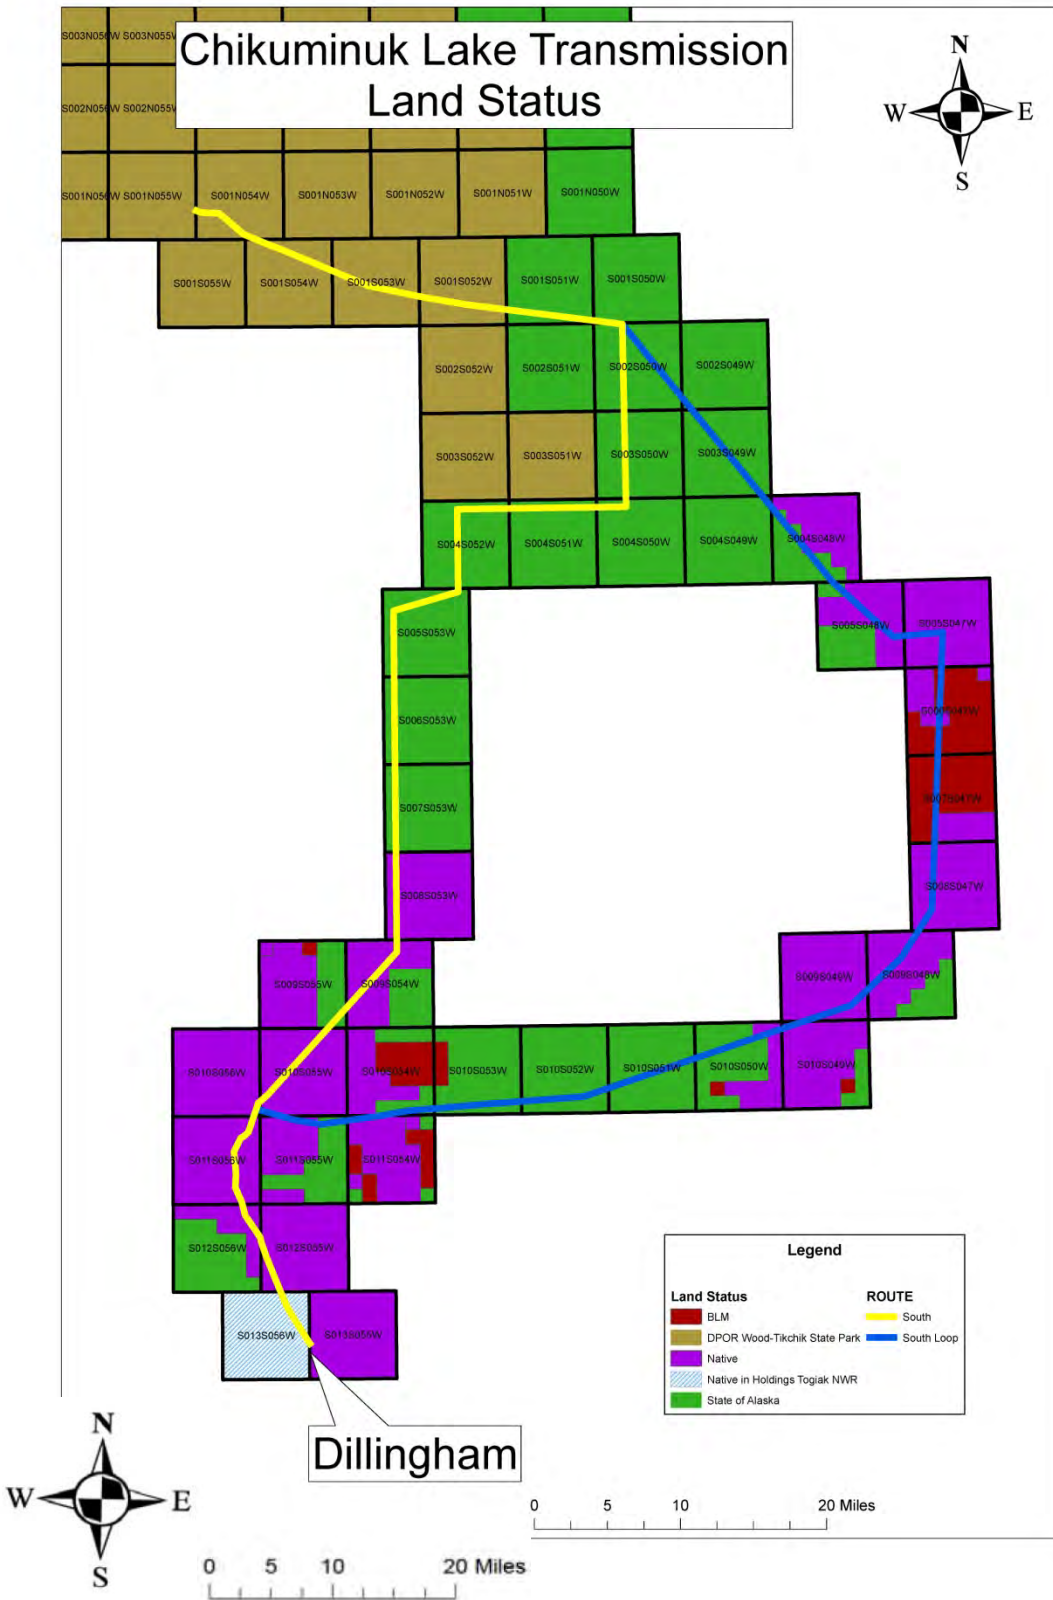 Chikuminuk Lake Transmission
Land Status
N
W E
S
S003N055W
S001N055W S001N054W S001N053W S001N052W S001N051W S001N050W
S001S055W S001S054W S001S053W S001S052W S001S051W S001S050W
S002S052W S002S051W S002S050W S002S049W
S003S052W S003S051W S003S050W S003S049W
S004S052W S004S051W S004S050W S004S049W S004S048W
S005S053W S005S048W S005S047W
S006S053W S006S047W
S007S053W S007S047W
S008S053W S008S047W
S009S055W S009S054W S009S049W S009S048W
S010S056W S010S055W S010S054W S010S053W S010S052W S010S051W S010S050W S010S049W
S011S056W S011S055W S011S054W
S012S056W S012S055W
S013S056W S013S055W
Dillingham
Legend
Land Status ROUTE
BLM South
DPOR Wood-Tikchik State Park South Loop
Native
Native in Holdings Togiak NWR
State of Alaska
0 5 10 20 Miles
N
W E
S
0 5 10 20 Miles